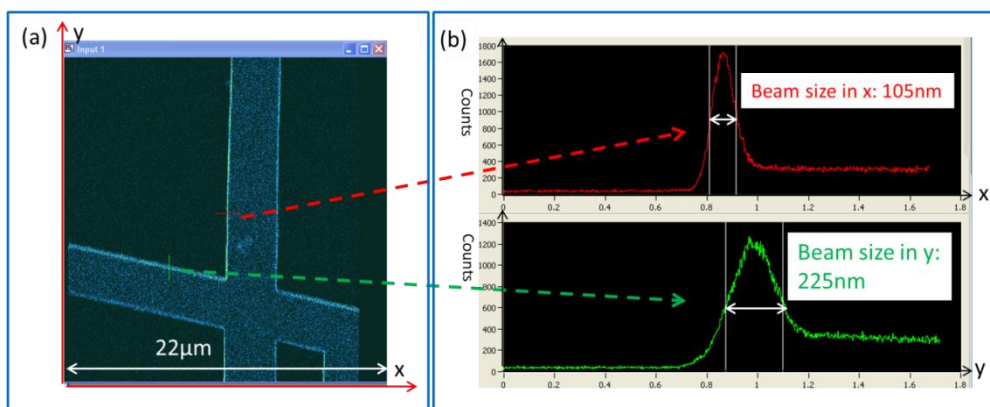 (a)
y
Input 1
22µm
x
(b)
1800
1600
1400
1200
1000
800
600
400
200
0
Counts
Beam size in x: 105nm
0 0.2 0.4 0.6 0.8 1 1.2 1.4 1.6 1.8
x
1400
1200
1000
800
600
400
200
0
Counts
Beam size in y:
225nm
0 0.2 0.4 0.6 0.8 1 1.2 1.4 1.6 1.8
y